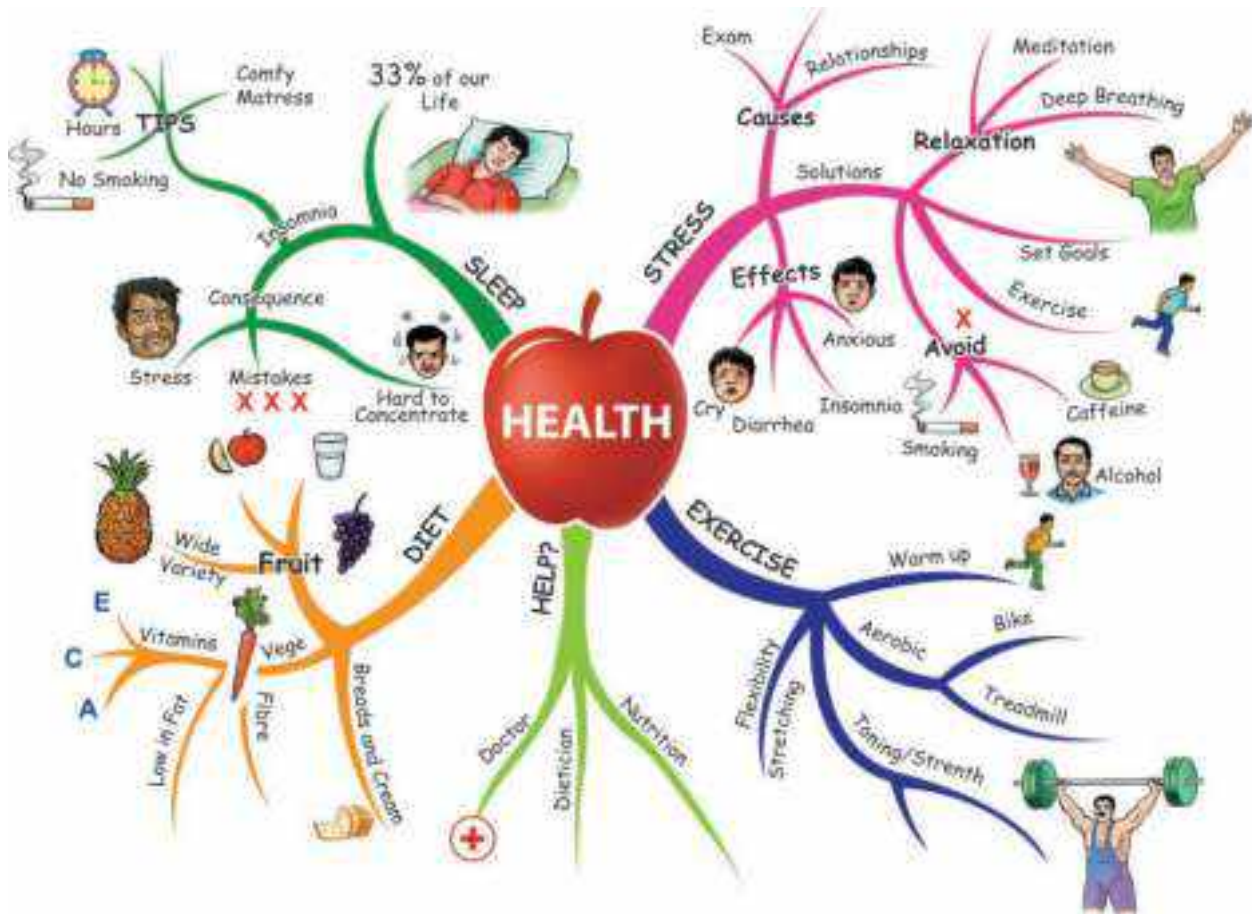 HEALTH
SLEEP
33% of our
Life
Insomnia
TIPS
Hours
Comfy
Matress
No Smoking
Consequence
Stress
Mistakes
X X X
Hard to
Concentrate
STRESS
Causes
Exam
Relationships
Solutions
Relaxation
Meditation
Deep Breathing
Set Goals
Exercise
X
Avoid
Caffeine
Smoking
Alcohol
Effects
Anxious
Insomnia
Diarrhea
Cry
EXERCISE
Warm up
Aerobic
Bike
Treadmill
Toning/Strenth
Flexibility
Stretching
HELP?
Doctor
Dietician
Nutrition
DIET
Fruit
Wide
Variety
Vege
Vitamins
E
C
A
Low in Fat
Fibre
Breads and Cream